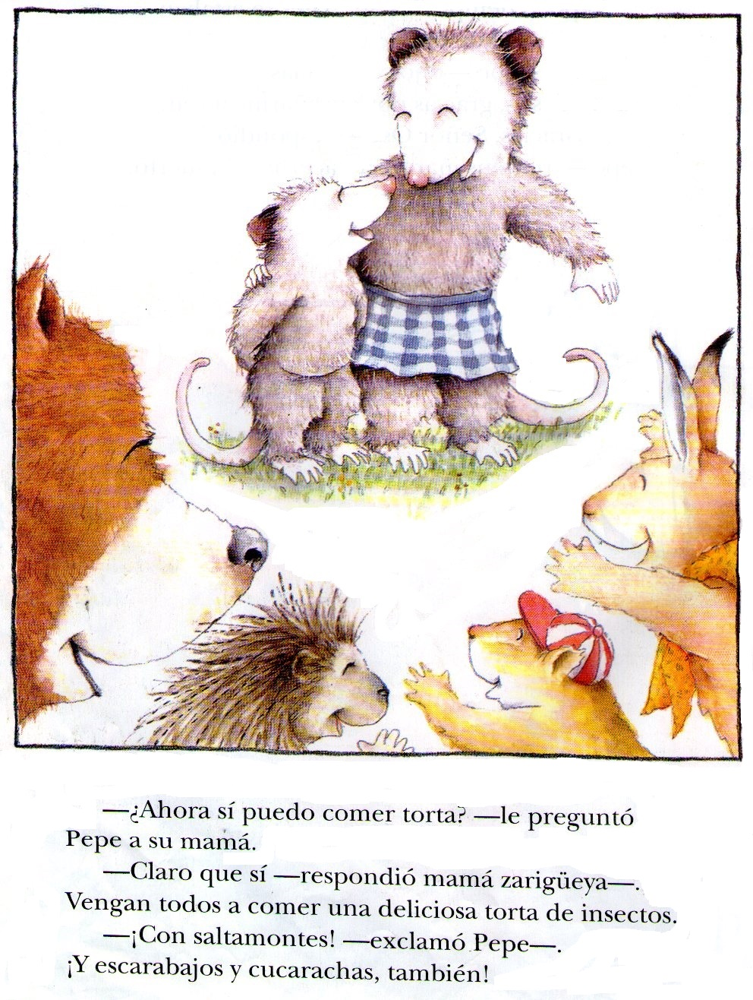 —¿Ahora sí puedo comer torta? —le preguntó
Pepe a su mamá.
—Claro que sí —respondió mamá zarigüeya—.
Vengan todos a comer una deliciosa torta de insectos.
—¡Con saltamontes! —exclamó Pepe—.
¡Y escarabajos y cucarachas, también!